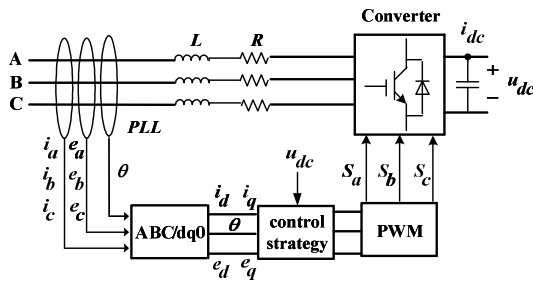 Converter
A
B
C
L
R
i_dc
+
u_dc
−
PLL
i_a e_a
i_b e_b θ
i_c e_c
u_dc
S_a S_b S_c
i_d i_q
ABC/dq0
θ
control
strategy
PWM
e_d e_q